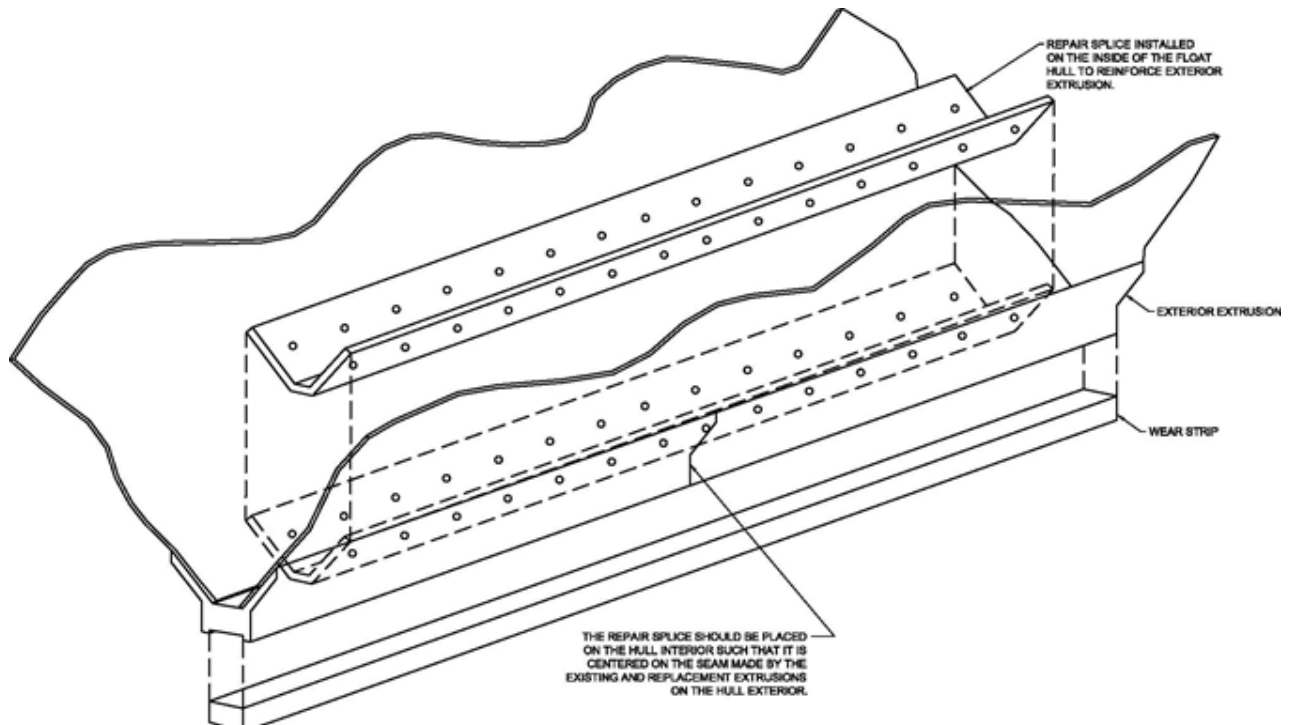 REPAIR SPLICE INSTALLED
ON THE INSIDE OF THE FLOAT
HULL TO REINFORCE EXTERIOR
EXTRUSION.
EXTERIOR EXTRUSION
WEAR STRIP
THE REPAIR SPLICE SHOULD BE PLACED
ON THE HULL INTERIOR SUCH THAT IT IS
CENTERED ON THE SEAM MADE BY THE
EXISTING AND REPLACEMENT EXTRUSIONS
ON THE HULL EXTERIOR.